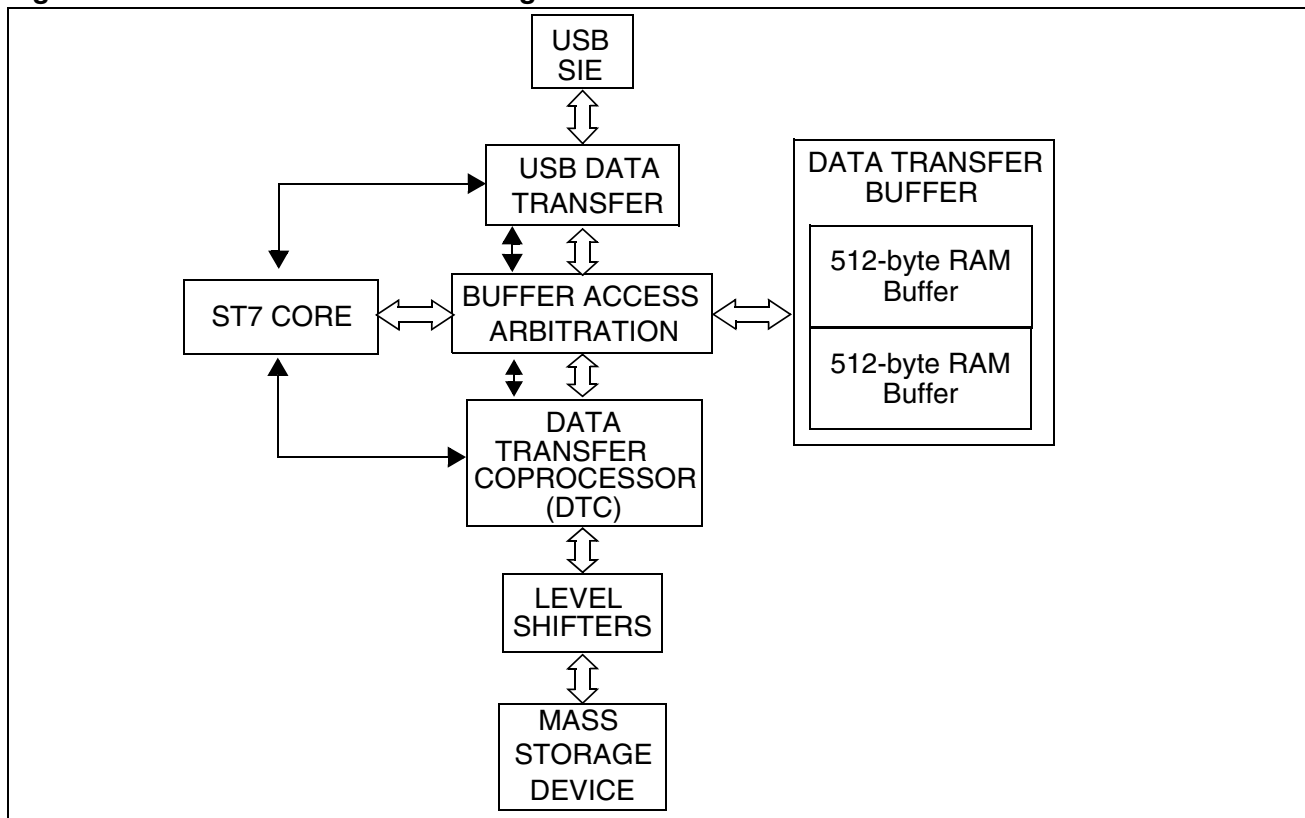 USB
SIE
USB DATA
TRANSFER
DATA TRANSFER
BUFFER
512-byte RAM
Buffer
512-byte RAM
Buffer
ST7 CORE
BUFFER ACCESS
ARBITRATION
DATA
TRANSFER
COPROCESSOR
(DTC)
LEVEL
SHIFTERS
MASS
STORAGE
DEVICE